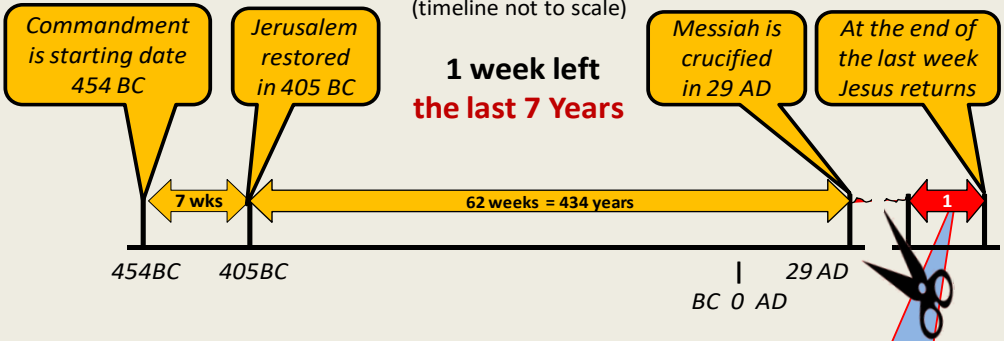 (timeline not to scale)
Commandment
is starting date
454 BC
Jerusalem
restored
in 405 BC
1 week left
the last 7 Years
Messiah is
crucified
in 29 AD
At the end of
the last week
Jesus returns
7 wks
62 weeks = 434 years
1
454BC
405BC
29 AD
BC 0 AD